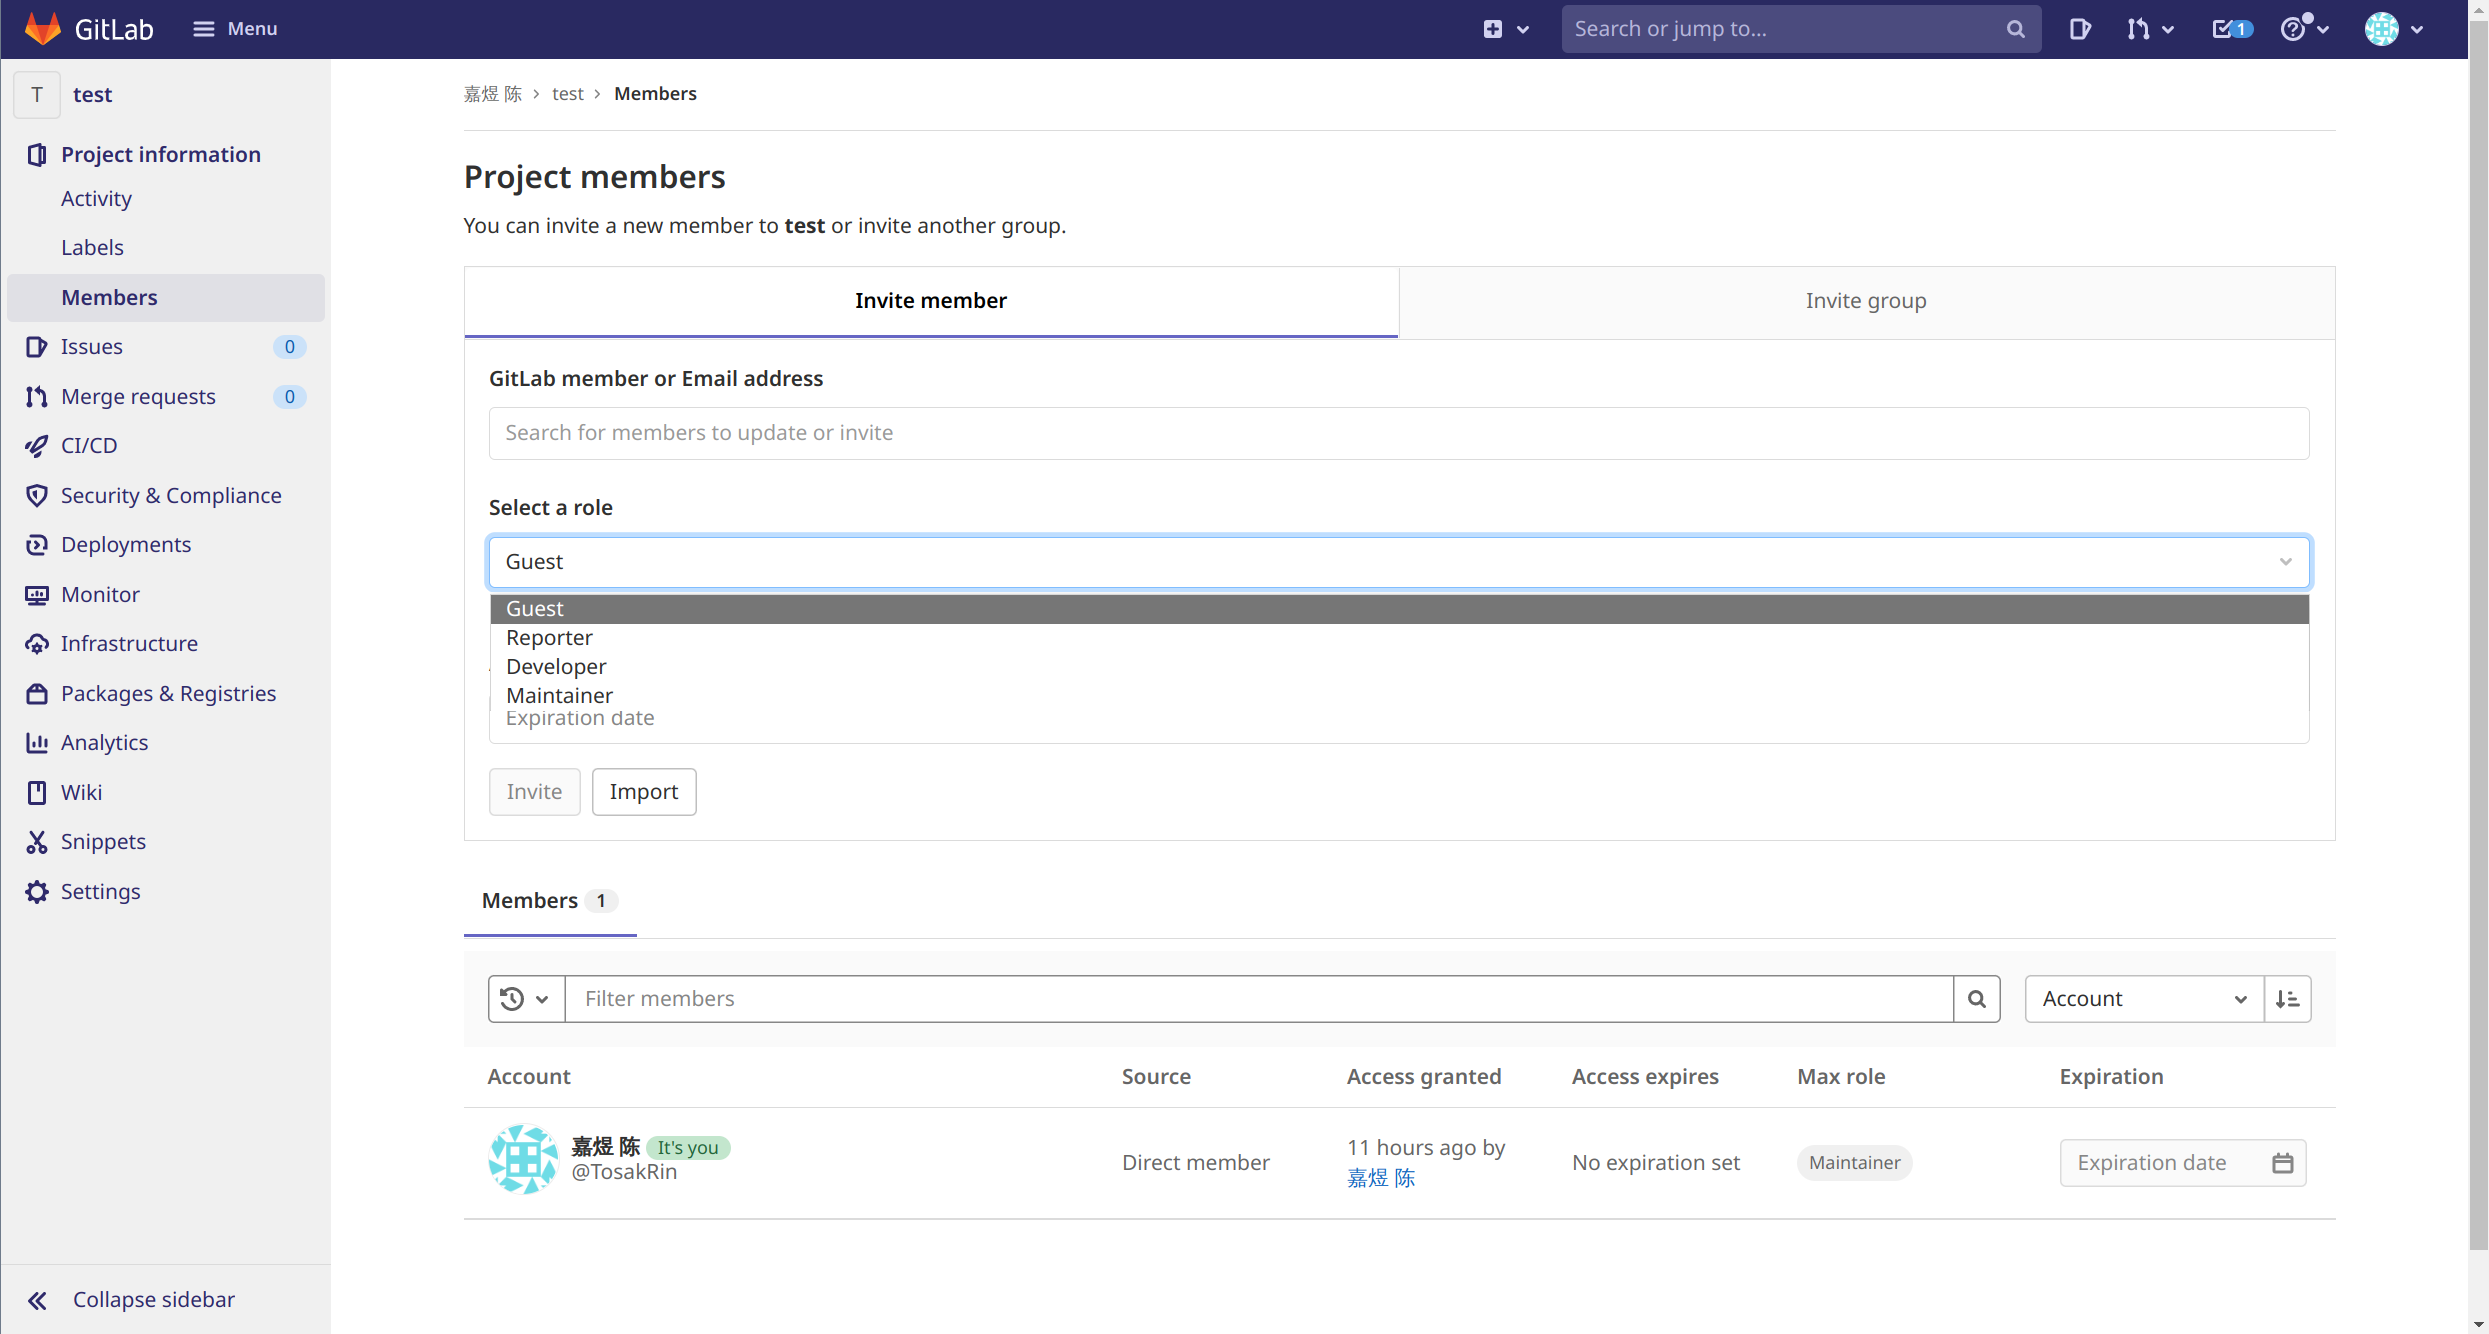 GitLab
Menu
Search or jump to...
1
T
test
Project information
Activity
Labels
Members
Issues 0
Merge requests 0
CI/CD
Security & Compliance
Deployments
Monitor
Infrastructure
Packages & Registries
Analytics
Wiki
Snippets
Settings
Collapse sidebar
嘉煜 陈 › test › Members
Project members
You can invite a new member to test or invite another group.
Invite member
Invite group
GitLab member or Email address
Search for members to update or invite
Select a role
Guest
Guest
Reporter
Developer
Maintainer
Expiration date
Invite
Import
Members 1
Filter members
Account
Account Source Access granted Access expires Max role Expiration
嘉煜 陈 It's you
@TosakRin
Direct member
11 hours ago by
嘉煜 陈
No expiration set
Maintainer
Expiration date